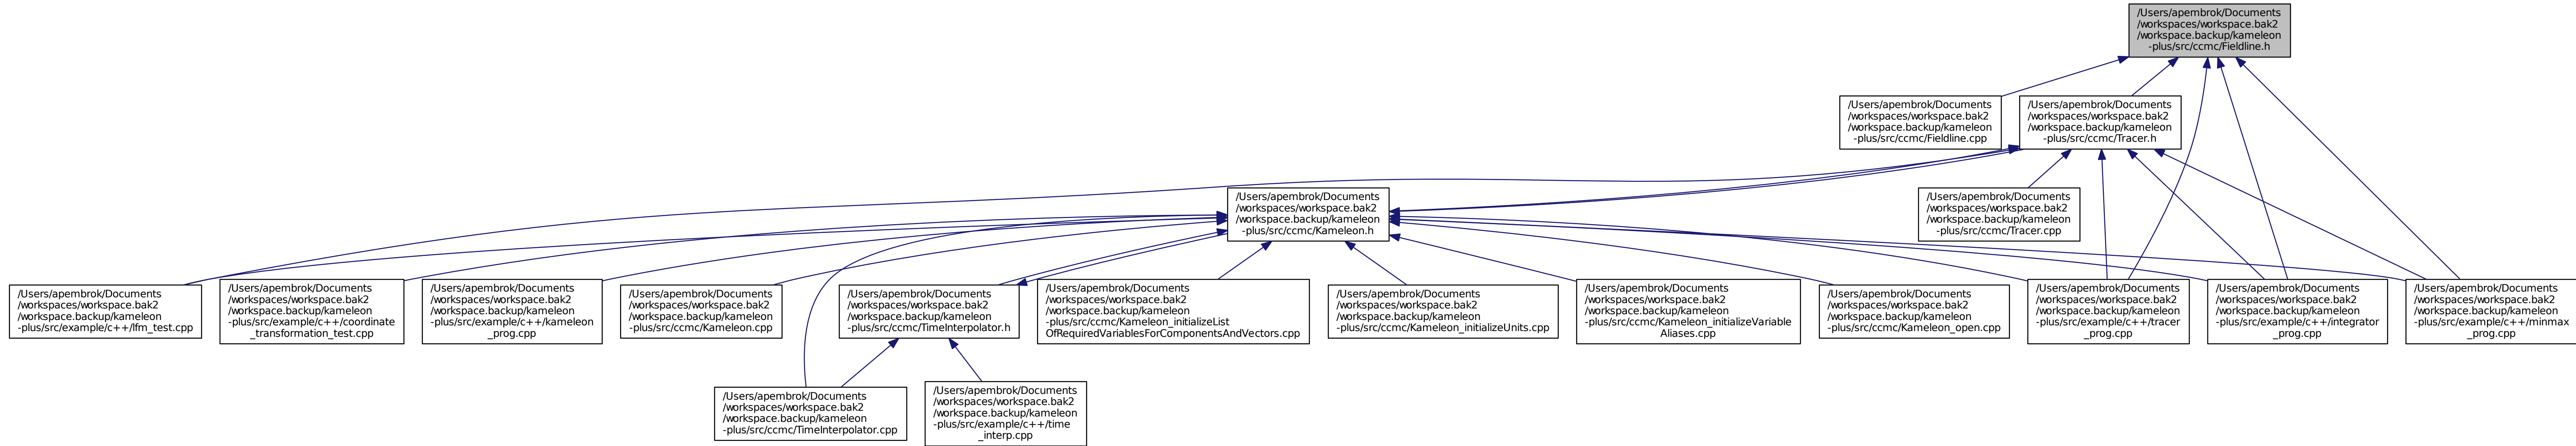 /Users/apembrok/Documents
/workspaces/workspace.bak2
/workspace.backup/kameleon
-plus/src/ccmc/Fieldline.h
/Users/apembrok/Documents
/workspaces/workspace.bak2
/workspace.backup/kameleon
-plus/src/ccmc/Fieldline.cpp
/Users/apembrok/Documents
/workspaces/workspace.bak2
/workspace.backup/kameleon
-plus/src/ccmc/Tracer.h
/Users/apembrok/Documents
/workspaces/workspace.bak2
/workspace.backup/kameleon
-plus/src/ccmc/Kameleon.h
/Users/apembrok/Documents
/workspaces/workspace.bak2
/workspace.backup/kameleon
-plus/src/ccmc/Tracer.cpp
/Users/apembrok/Documents
/workspaces/workspace.bak2
/workspace.backup/kameleon
-plus/src/example/c++/lfm_test.cpp
/Users/apembrok/Documents
/workspaces/workspace.bak2
/workspace.backup/kameleon
-plus/src/example/c++/coordinate
_transformation_test.cpp
/Users/apembrok/Documents
/workspaces/workspace.bak2
/workspace.backup/kameleon
-plus/src/example/c++/kameleon
_prog.cpp
/Users/apembrok/Documents
/workspaces/workspace.bak2
/workspace.backup/kameleon
-plus/src/ccmc/Kameleon.cpp
/Users/apembrok/Documents
/workspaces/workspace.bak2
/workspace.backup/kameleon
-plus/src/ccmc/TimeInterpolator.h
/Users/apembrok/Documents
/workspaces/workspace.bak2
/workspace.backup/kameleon
-plus/src/ccmc/Kameleon_initializeList
OfRequiredVariablesForComponentsAndVectors.cpp
/Users/apembrok/Documents
/workspaces/workspace.bak2
/workspace.backup/kameleon
-plus/src/ccmc/Kameleon_initializeUnits.cpp
/Users/apembrok/Documents
/workspaces/workspace.bak2
/workspace.backup/kameleon
-plus/src/ccmc/Kameleon_initializeVariable
Aliases.cpp
/Users/apembrok/Documents
/workspaces/workspace.bak2
/workspace.backup/kameleon
-plus/src/ccmc/Kameleon_open.cpp
/Users/apembrok/Documents
/workspaces/workspace.bak2
/workspace.backup/kameleon
-plus/src/example/c++/tracer
_prog.cpp
/Users/apembrok/Documents
/workspaces/workspace.bak2
/workspace.backup/kameleon
-plus/src/example/c++/integrator
_prog.cpp
/Users/apembrok/Documents
/workspaces/workspace.bak2
/workspace.backup/kameleon
-plus/src/example/c++/minmax
_prog.cpp
/Users/apembrok/Documents
/workspaces/workspace.bak2
/workspace.backup/kameleon
-plus/src/ccmc/TimeInterpolator.cpp
/Users/apembrok/Documents
/workspaces/workspace.bak2
/workspace.backup/kameleon
-plus/src/example/c++/time
_interp.cpp